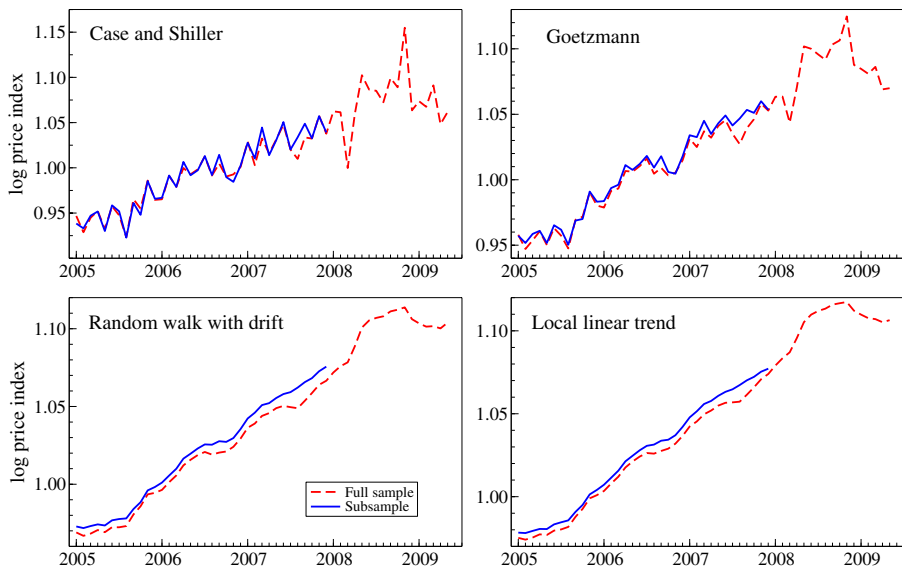 Case and Shiller
log price index
1.15
1.10
1.05
1.00
0.95
2005 2006 2007 2008 2009
Goetzmann
1.10
1.05
1.00
0.95
2005 2006 2007 2008 2009
Random walk with drift
log price index
1.10
1.05
1.00
Full sample
Subsample
2005 2006 2007 2008 2009
Local linear trend
1.10
1.05
1.00
2005 2006 2007 2008 2009